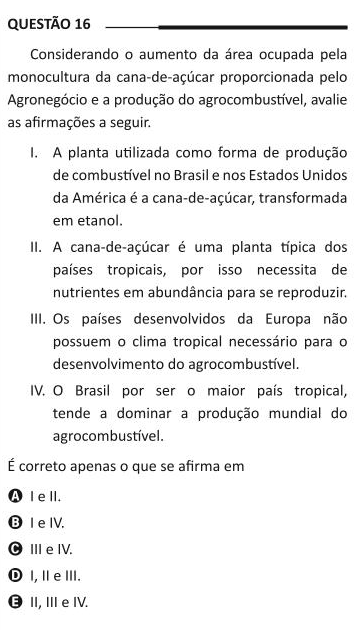 QUESTÃO 16
Considerando o aumento da área ocupada pela
monocultura da cana-de-açúcar proporcionada pelo
Agronegócio e a produção do agrocombustível, avalie
as afirmações a seguir.
I. A planta utilizada como forma de produção
de combustível no Brasil e nos Estados Unidos
da América é a cana-de-açúcar, transformada
em etanol.
II. A cana-de-açúcar é uma planta típica dos
países tropicais, por isso necessita de
nutrientes em abundância para se reproduzir.
III. Os países desenvolvidos da Europa não
possuem o clima tropical necessário para o
desenvolvimento do agrocombustível.
IV. O Brasil por ser o maior país tropical,
tende a dominar a produção mundial do
agrocombustível.
É correto apenas o que se afirma em
A I e II.
B I e IV.
C III e IV.
D I, II e III.
E II, III e IV.